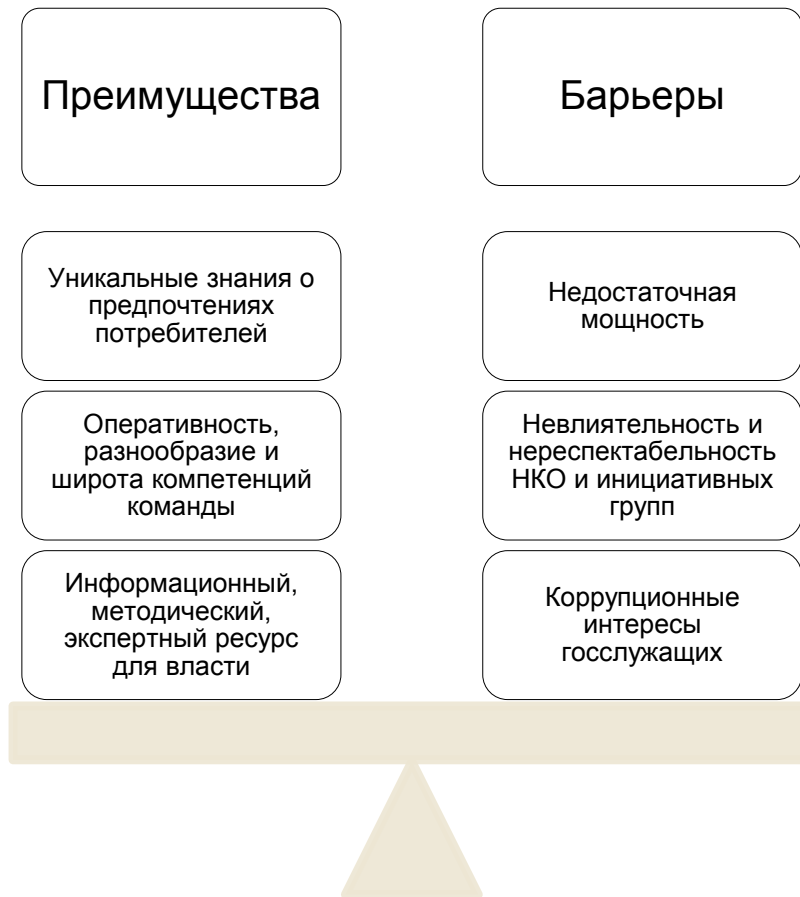 Преимущества
Барьеры
Уникальные знания о
предпочтениях
потребителей
Недостаточная
мощность
Оперативность,
разнообразие и
широта компетенций
команды
Невлиятельность и
нереспектабельность
НКО и инициативных
групп
Информационный,
методический,
экспертный ресурс
для власти
Коррупционные
интересы
госслужащих